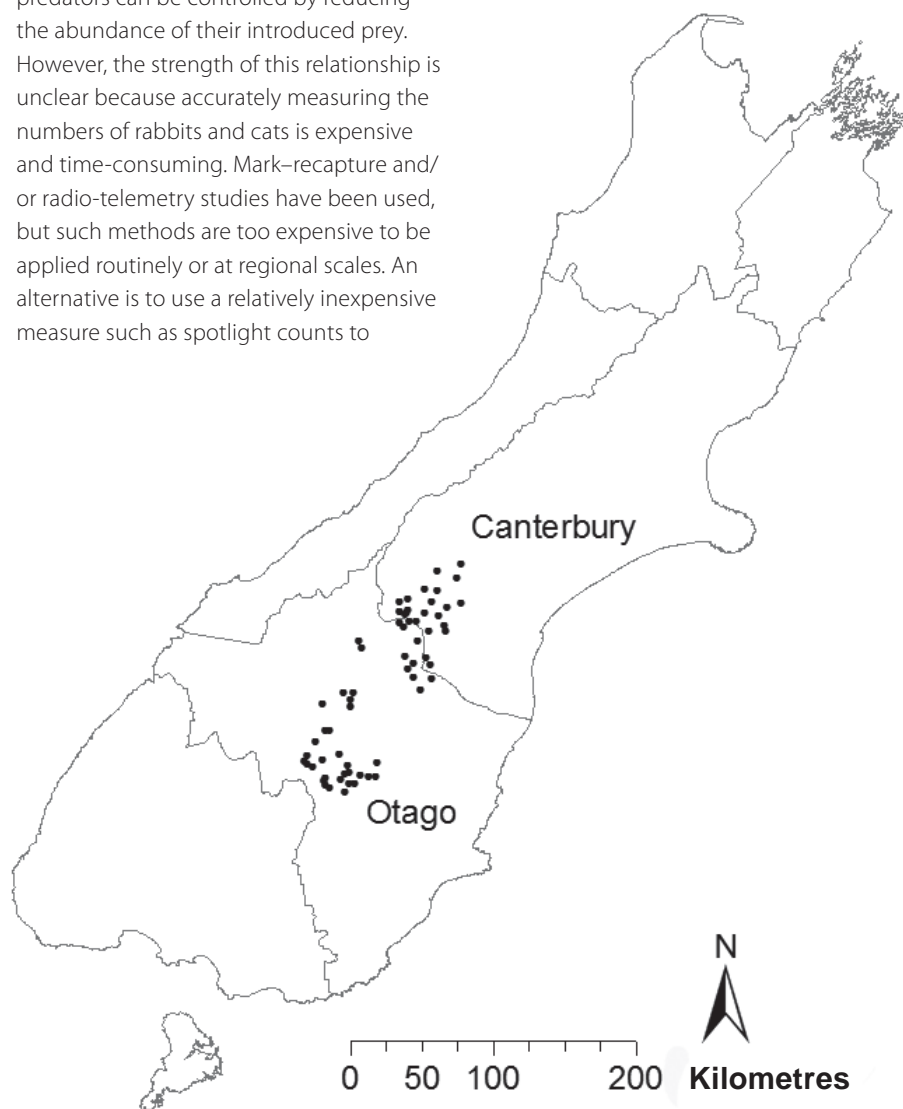 predators can be controlled by reducing
the abundance of their introduced prey.
However, the strength of this relationship is
unclear because accurately measuring the
numbers of rabbits and cats is expensive
and time-consuming. Mark–recapture and/
or radio-telemetry studies have been used,
but such methods are too expensive to be
applied routinely or at regional scales. An
alternative is to use a relatively inexpensive
measure such as spotlight counts to
Canterbury
Otago
N
0 50 100 200 Kilometres